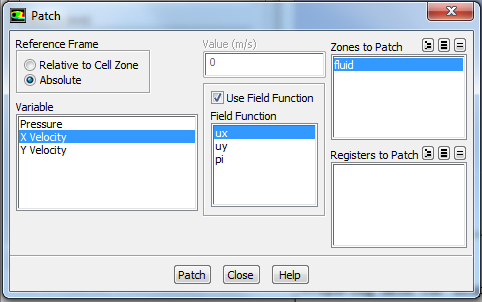 Patch
Reference Frame
Relative to Cell Zone
Absolute
Variable
Pressure
X Velocity
Y Velocity
Value (m/s)
0
Use Field Function
Field Function
ux
uy
pi
Zones to Patch
fluid
Registers to Patch
Patch
Close
Help